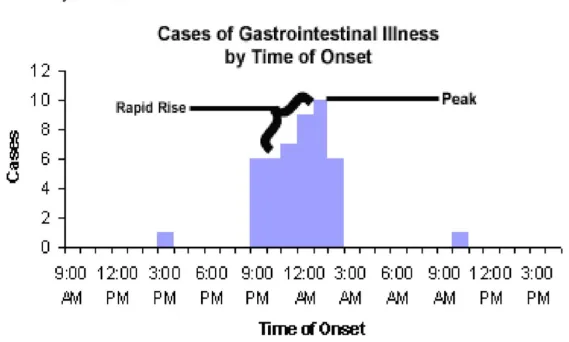 Cases of Gastrointestinal Illness
by Time of Onset
12
10
8
6
4
2
0
Cases
Rapid Rise
Peak
9:00 12:00 3:00 6:00 9:00 12:00 3:00 6:00 9:00 12:00 3:00
AM PM PM PM PM AM AM AM AM PM PM
Time of Onset